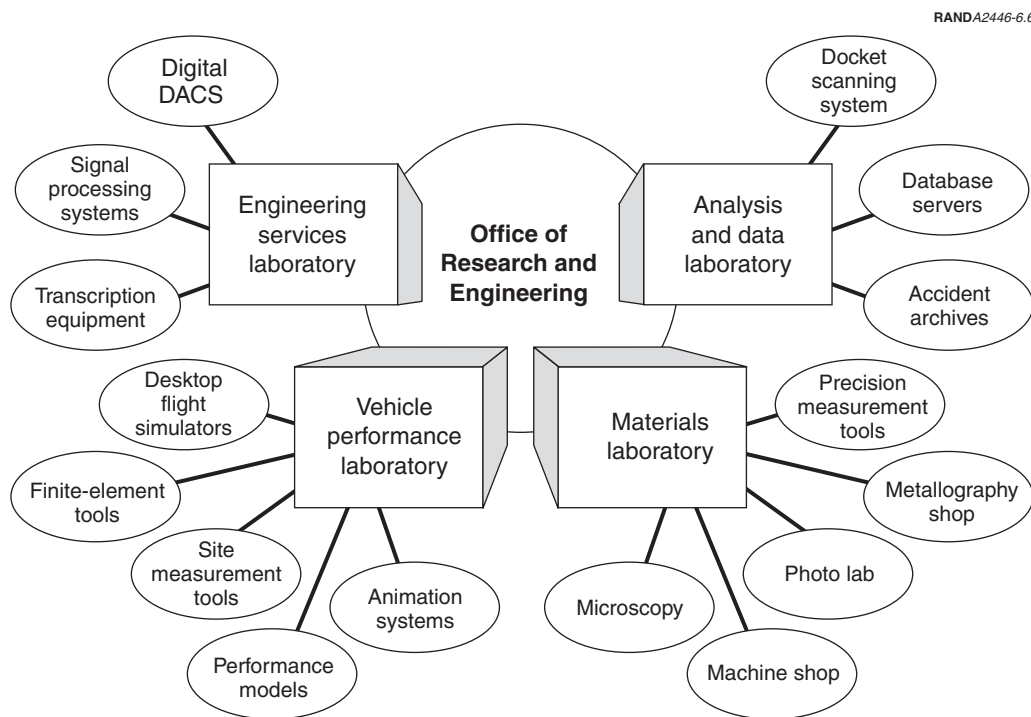 RANDA2446-6.6
Digital
DACS
Docket
scanning
system
Signal
processing
systems
Engineering
services
laboratory
Office of
Research and
Engineering
Analysis
and data
laboratory
Database
servers
Transcription
equipment
Accident
archives
Desktop
flight
simulators
Vehicle
performance
laboratory
Materials
laboratory
Precision
measurement
tools
Finite-element
tools
Metallography
shop
Site
measurement
tools
Animation
systems
Microscopy
Photo lab
Performance
models
Machine shop